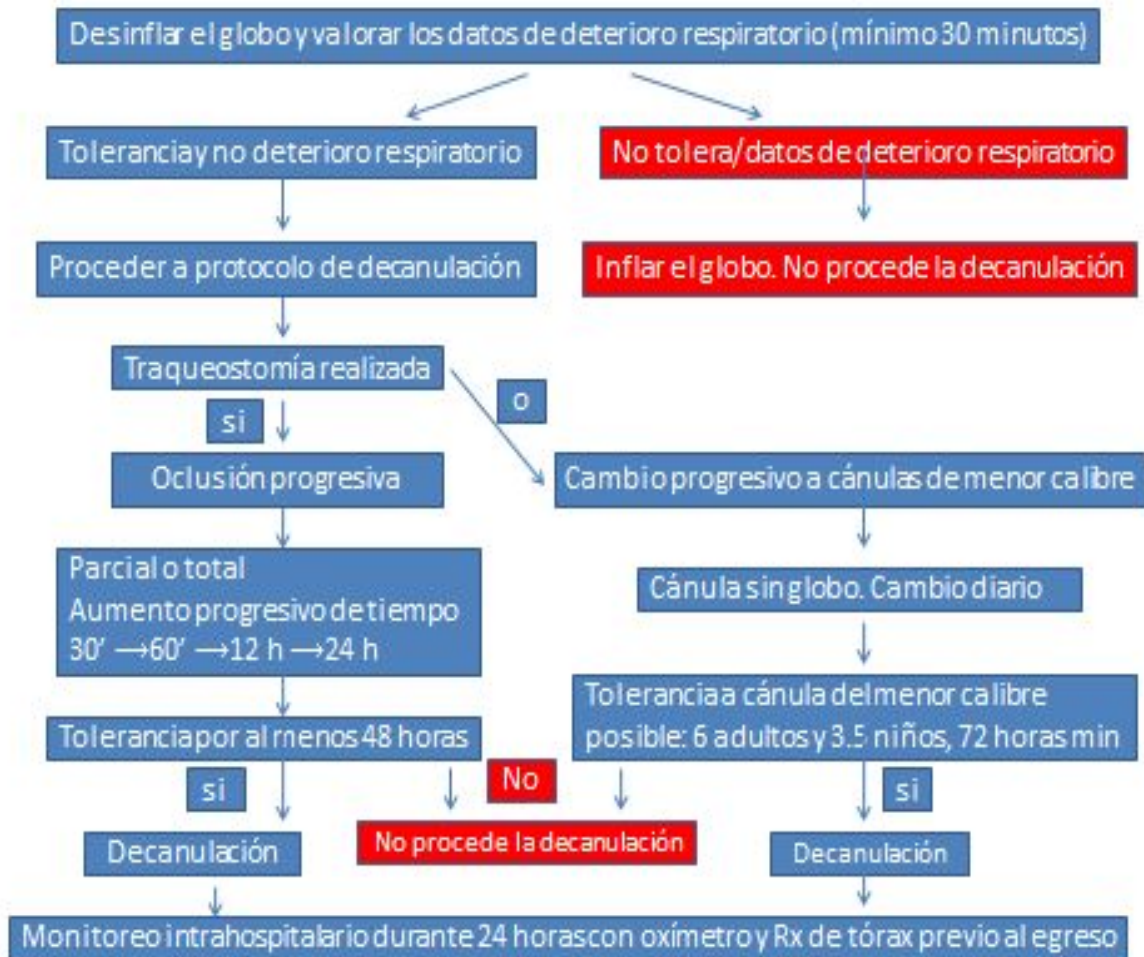 Desinflar el globo y valorar los datos de deterioro respiratorio (mínimo 30 minutos)
Tolerancia y no deterioro respiratorio
No tolera/datos de deterioro respiratorio
Proceder a protocolo de decanulación
Inflar el globo. No procede la decanulación
Traqueostomía realizada
o
si
Oclusión progresiva
Cambio progresivo a cánulas de menor calibre
Parcial o total
Aumento progresivo de tiempo
30’ →60’ →12 h →24 h
Cánula sin globo. Cambio diario
Tolerancia por al menos 48 horas
Tolerancia a cánula del menor calibre
posible: 6 adultos y 3.5 niños, 72 horas min
si
No
si
Decanulación
No procede la decanulación
Decanulación
Monitoreo intrahospitalario durante 24 horas con oxímetro y Rx de tórax previo al egreso